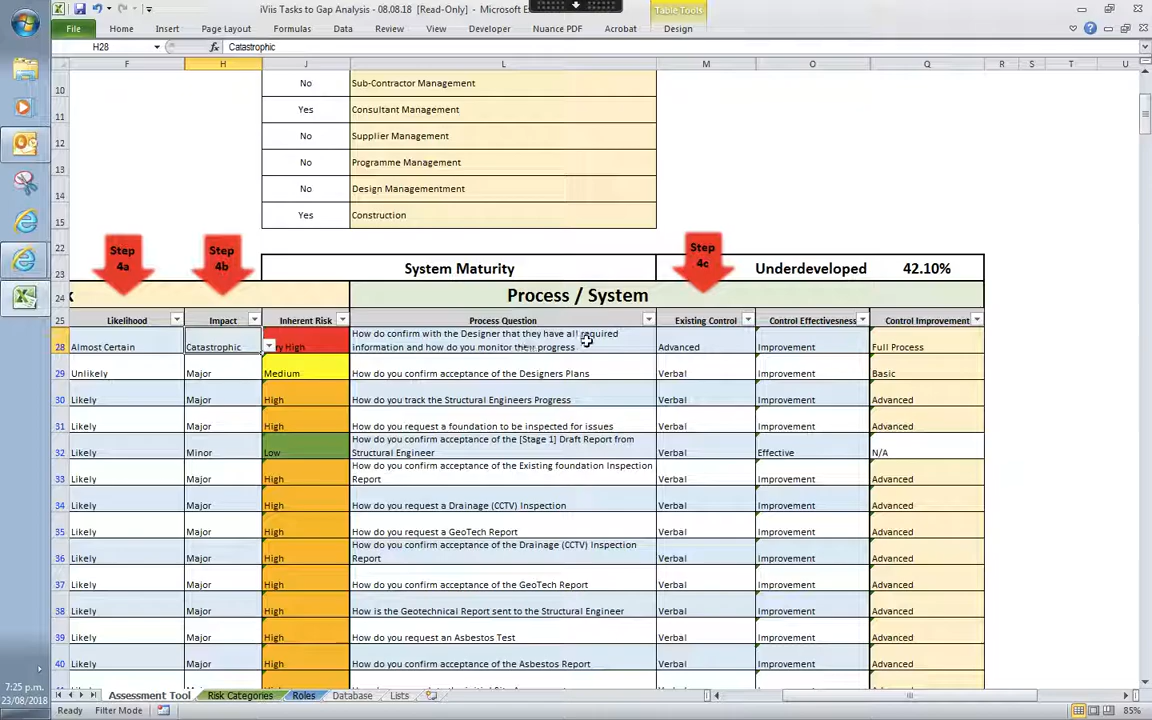 iViis Tasks to Gap Analysis - 08.08.18 [Read-Only] - Microsoft E
Table Tools
File Home Insert Page Layout Formulas Data Review View Developer Nuance PDF Acrobat Design
H28 fx Catastrophic
F H J L M O Q R S T U
10 No Sub-Contractor Management
11 Yes Consultant Management
12 No Supplier Management
13 No Programme Management
14 No Design Managementment
15 Yes Construction
22
Step 4a Step 4b Step 4c
23 System Maturity Underdeveloped 42.10%
24 Process / System
25 Likelihood Impact Inherent Risk Process Question Existing Control Control Effectiveness Control Improvement
28 Almost Certain Catastrophic ry High How do confirm with the Designer that they have all required
information and how do you monitor their progress Advanced Improvement Full Process
29 Unlikely Major Medium How do you confirm acceptance of the Designers Plans Verbal Improvement Basic
30 Likely Major High How do you track the Structural Engineers Progress Verbal Improvement Advanced
31 Likely Major High How do you request a foundation to be inspected for issues Verbal Improvement Advanced
32 Likely Minor Low How do you confirm acceptance of the [Stage 1] Draft Report from
Structural Engineer Verbal Effective N/A
33 Likely Major High How do you confirm acceptance of the Existing foundation Inspection
Report Verbal Improvement Advanced
34 Likely Major High How do you request a Drainage (CCTV) Inspection Verbal Improvement Advanced
35 Likely Major High How do you request a GeoTech Report Verbal Improvement Advanced
36 Likely Major High How do you confirm acceptance of the Drainage (CCTV) Inspection
Report Verbal Improvement Advanced
37 Likely Major High How do you confirm acceptance of the GeoTech Report Verbal Improvement Advanced
38 Likely Major High How is the Geotechnical Report sent to the Structural Engineer Verbal Improvement Advanced
39 Likely Major High How do you request an Asbestos Test Verbal Improvement Advanced
40 Likely Major High How do you confirm acceptance of the Asbestos Report Verbal Improvement Advanced
Assessment Tool Risk Categories Roles Database Lists
Ready Filter Mode 85%
7:25 p.m.
23/08/2018